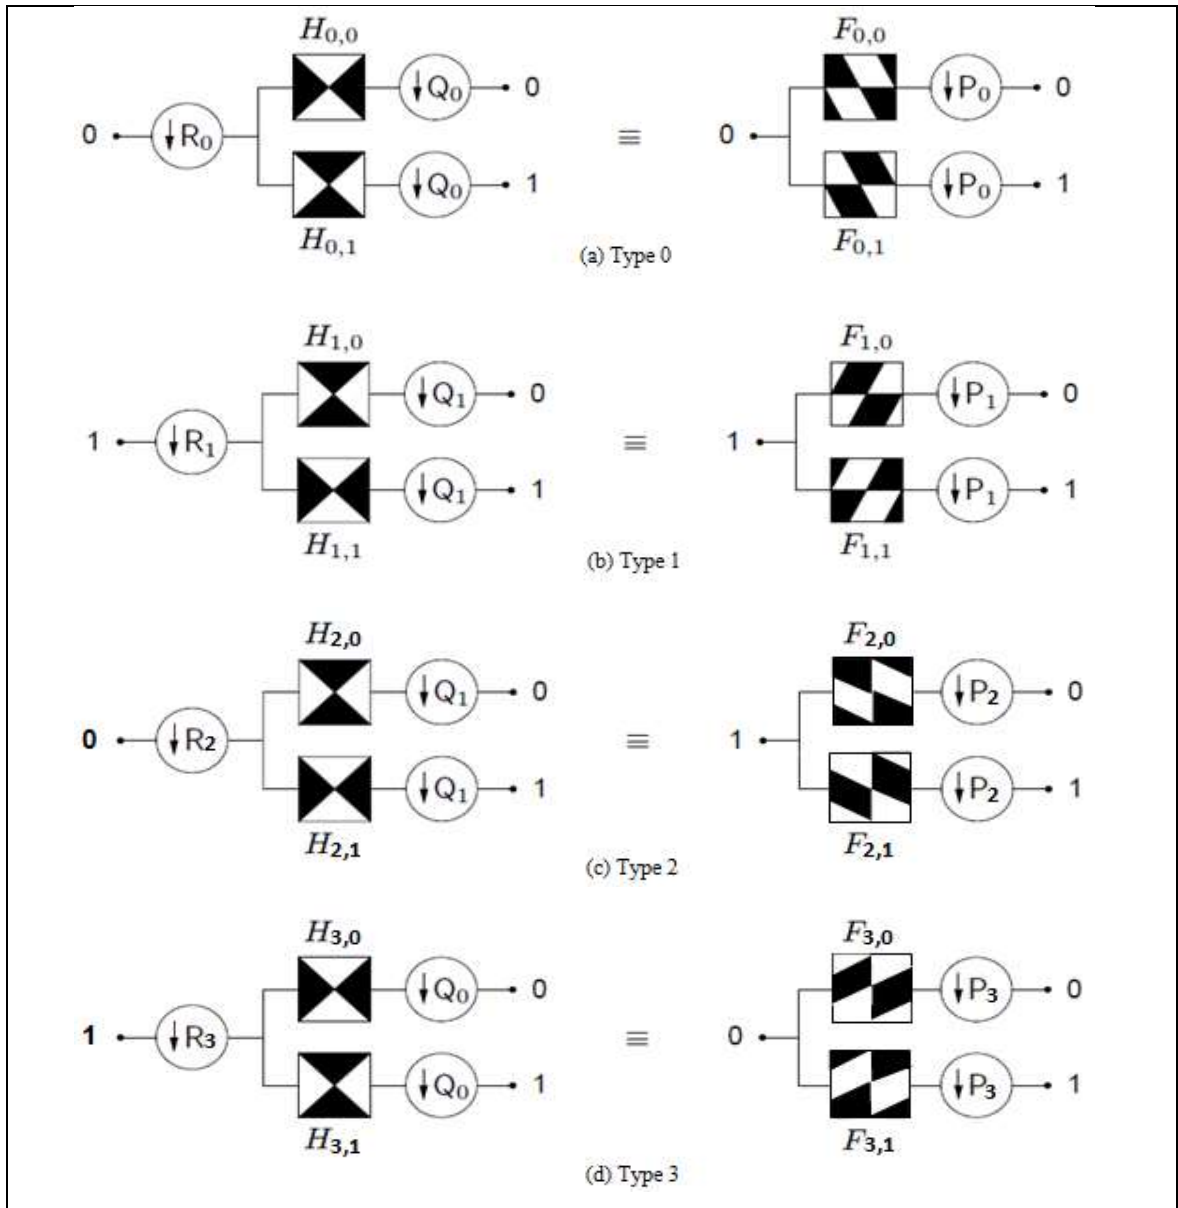 H0,0 F0,0
↓Q0 0 ↓P0 0
0 ↓R0 ≡ 0
↓Q0 1 ↓P0 1
H0,1 F0,1
(a) Type 0
H1,0 F1,0
↓Q1 0 ↓P1 0
1 ↓R1 ≡ 1
↓Q1 1 ↓P1 1
H1,1 F1,1
(b) Type 1
H2,0 F2,0
↓Q1 0 ↓P2 0
0 ↓R2 ≡ 1
↓Q1 1 ↓P2 1
H2,1 F2,1
(c) Type 2
H3,0 F3,0
↓Q0 0 ↓P3 0
1 ↓R3 ≡ 0
↓Q0 1 ↓P3 1
H3,1 F3,1
(d) Type 3